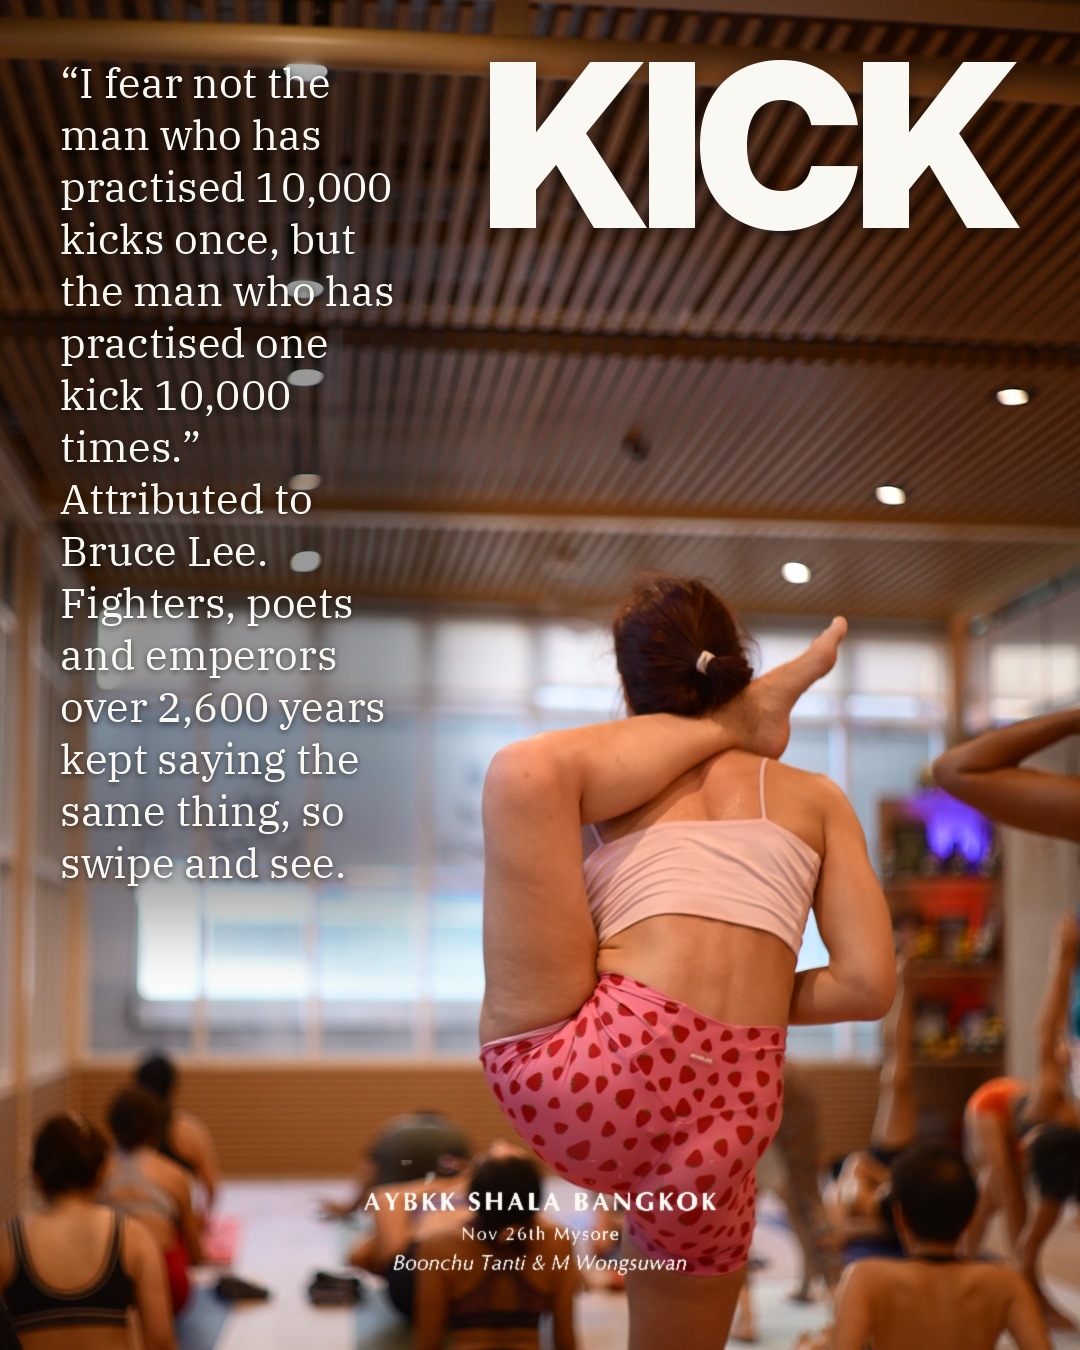 KICK
“I fear not the
man who has
practised 10,000
kicks once, but
the man who has
practised one
kick 10,000
times.”
Attributed to
Bruce Lee.
Fighters, poets
and emperors
over 2,600 years
kept saying the
same thing, so
swipe and see.
AYBKK SHALA BANGKOK
Nov 26th Mysore
Boonchu Tanti & M Wongsuwan